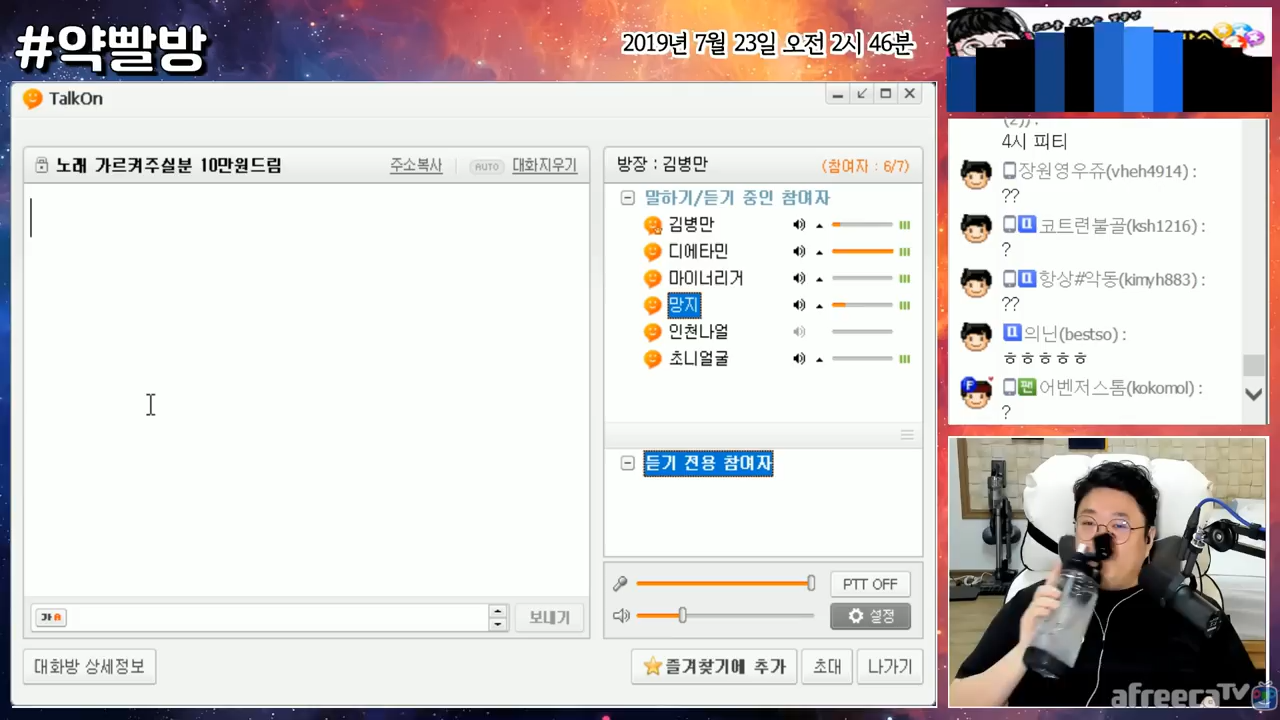 #약빨방
2019년 7월 23일 오전 2시 46분
TalkOn
노래 가르켜주실분 10만원드림
주소복사
AUTO
대화지우기
방장 : 김병만
(참여자 : 6/7)
말하기/듣기 중인 참여자
김병만
디에타민
마이너리거
망지
인천나얼
초니얼굴
듣기 전용 참여자
PTT OFF
설정
가
보내기
대화방 상세정보
즐겨찾기에 추가
초대
나가기
(2)) :
4시 피티
장원영우쥬(vheh4914) :
??
코트련불골(ksh1216) :
?
항상#악동(kimyh883) :
??
의닌(bestso) :
ㅎㅎㅎㅎㅎ
팬 어벤저스톰(kokomol) :
?
afreecaTV